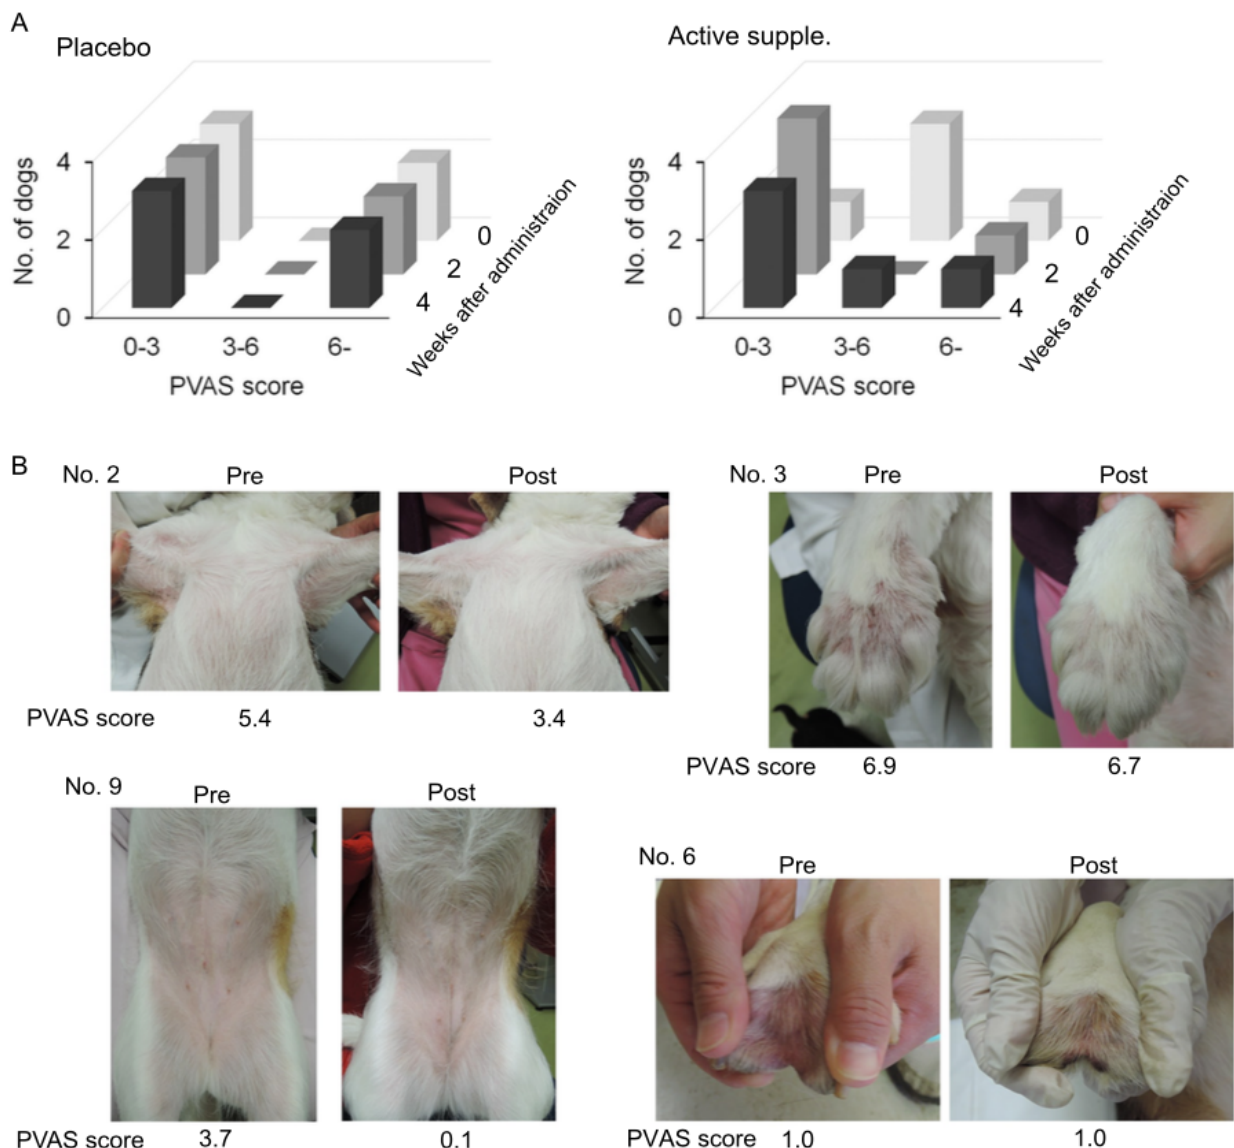 A
Placebo
Active supple.
No. of dogs
4
2
0
0-3
3-6
6-
PVAS score
0
2
4
Weeks after administraion
No. of dogs
4
2
0
0-3
3-6
6-
PVAS score
0
2
4
Weeks after administraion
B
No. 2
Pre
Post
PVAS score
5.4
3.4
No. 3
Pre
Post
PVAS score
6.9
6.7
No. 9
Pre
Post
PVAS score
3.7
0.1
No. 6
Pre
Post
PVAS score
1.0
1.0